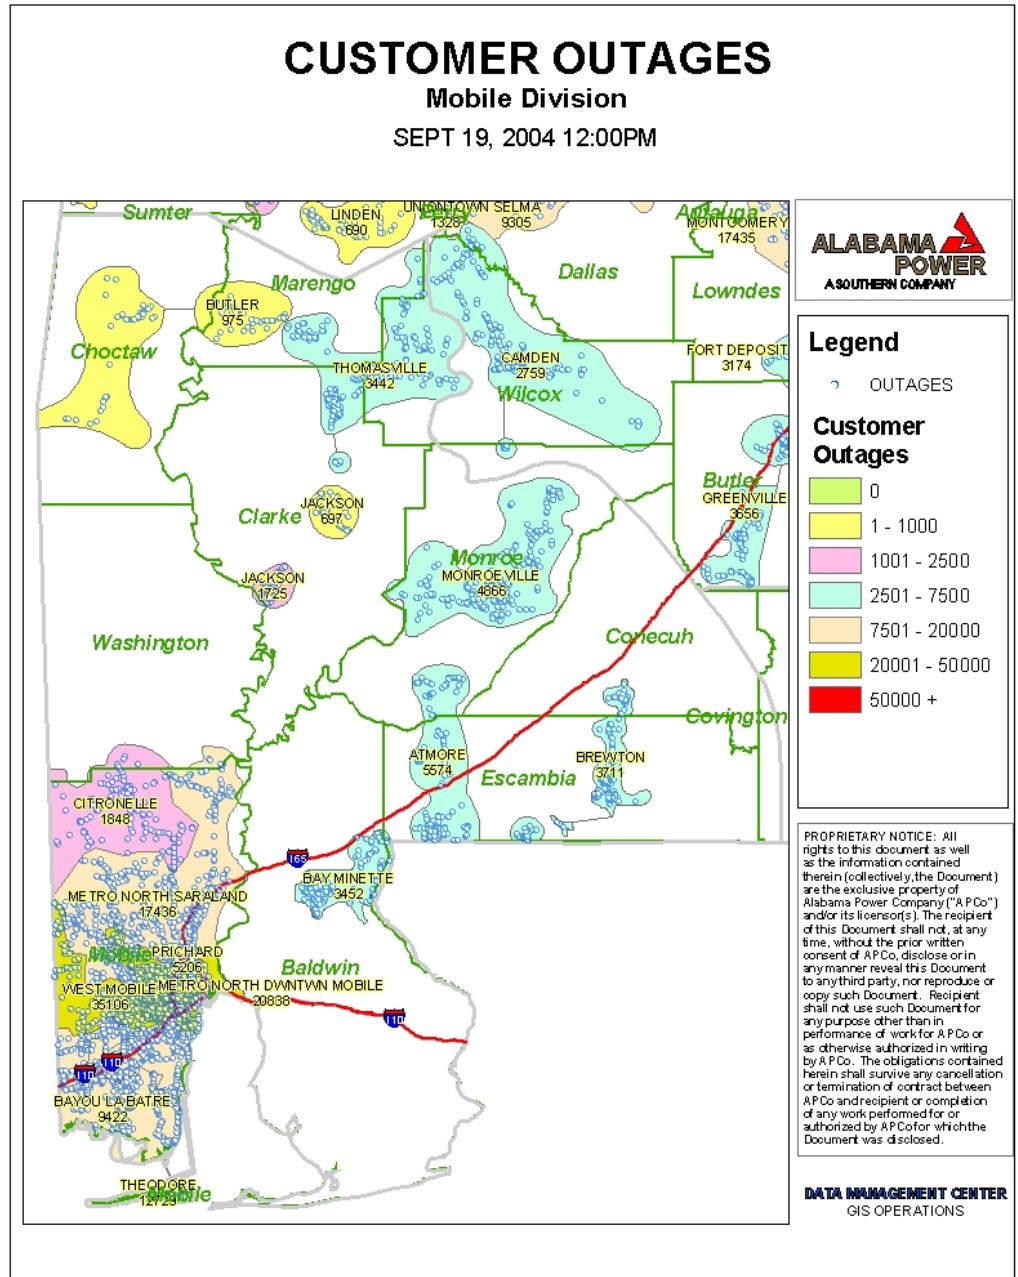 CUSTOMER OUTAGES
Mobile Division
SEPT 19, 2004 12:00PM
Sumter
LINDEN
690
UNIONTOWN SELMA
1328
9305
Perry
Autauga
MONTGOMERY
17435
Marengo
Dallas
Lowndes
BUTLER
975
Choctaw
THOMASVILLE
3442
CAMDEN
2759
Wilcox
FORT DEPOSIT
3174
Butler
GREENVILLE
3656
JACKSON
697
Clarke
Monroe
MONROEVILLE
4866
JACKSON
1725
Washington
Conecuh
Covington
ATMORE
5574
BREWTON
3711
Escambia
CITRONELLE
1848
165
BAY MINETTE
3452
METRO NORTH SARALAND
17436
Mobile
PRICHARD
5206
Baldwin
WEST MOBILE
35106
METRO NORTH DWNTWN MOBILE
20838
110
110
110
BAYOU LA BATRE
9422
THEODORE
12729
Mobile
ALABAMA
POWER
A SOUTHERN COMPANY
Legend
OUTAGES
Customer
Outages
0
1 - 1000
1001 - 2500
2501 - 7500
7501 - 20000
20001 - 50000
50000 +
PROPRIETARY NOTICE: All
rights to this document as well
as the information contained
therein (collectively, the Document)
are the exclusive property of
Alabama Power Company ("APCo")
and/or its licensor(s). The recipient
of this Document shall not, at any
time, without the prior written
consent of APCo, disclose or in
any manner reveal this Document
to any third party, nor reproduce or
copy such Document. Recipient
shall not use such Document for
any purpose other than in
performance of work for APCo or
as otherwise authorized in writing
by APCo. The obligations contained
herein shall survive any cancellation
or termination of contract between
APCo and recipient or completion
of any work performed for or
authorized by APCo for which the
Document was disclosed.
DATA MANAGEMENT CENTER
GIS OPERATIONS